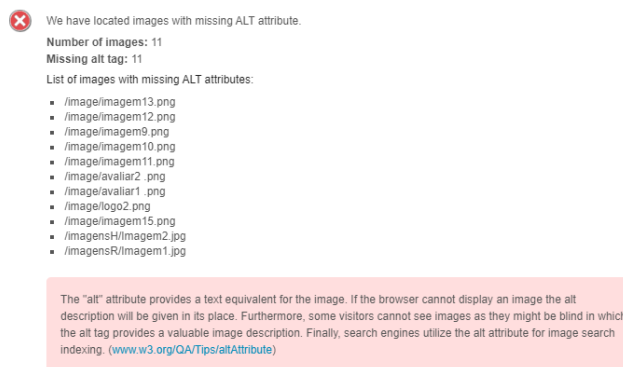 We have located images with missing ALT attribute.
Number of images: 11
Missing alt tag: 11
List of images with missing ALT attributes:
/image/imagem13.png
/image/imagem12.png
/image/imagem9.png
/image/imagem10.png
/image/imagem11.png
/image/avaliar2 .png
/image/avaliar1 .png
/image/logo2.png
/image/imagem15.png
/imagensH/Imagem2.jpg
/imagensR/Imagem1.jpg
The "alt" attribute provides a text equivalent for the image. If the browser cannot display an image the alt
description will be given in its place. Furthermore, some visitors cannot see images as they might be blind in which
the alt tag provides a valuable image description. Finally, search engines utilize the alt attribute for image search
indexing. (www.w3.org/QA/Tips/altAttribute)